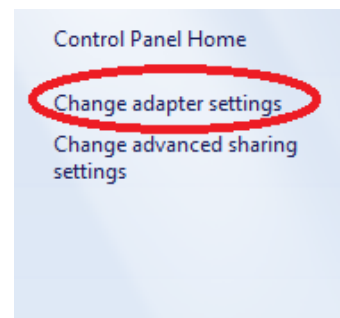 Control Panel Home
Change adapter settings
Change advanced sharing
settings